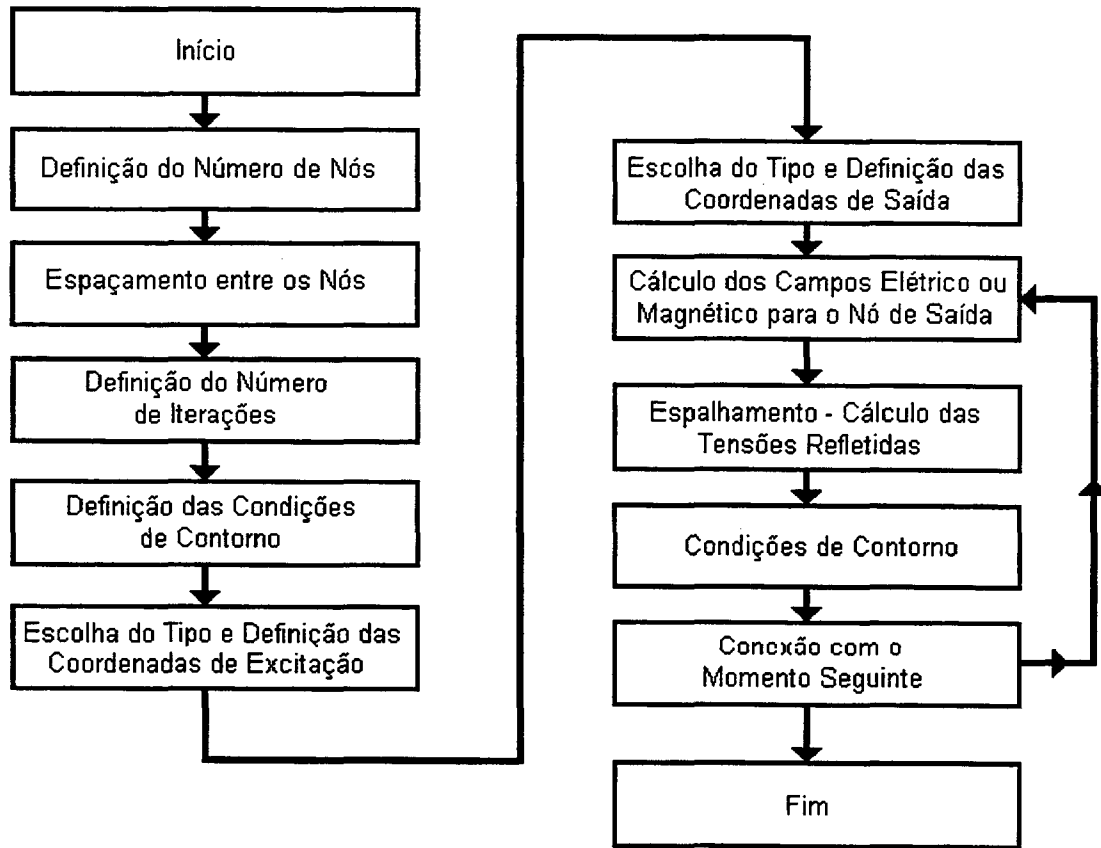 Início
Definição do Número de Nós
Espaçamento entre os Nós
Definição do Número
de Iterações
Definição das Condições
de Contorno
Escolha do Tipo e Definição das
Coordenadas de Excitação
Escolha do Tipo e Definição das
Coordenadas de Saída
Cálculo dos Campos Elétrico ou
Magnético para o Nó de Saída
Espalhamento - Cálculo das
Tensões Refletidas
Condições de Contorno
Conexão com o
Momento Seguinte
Fim